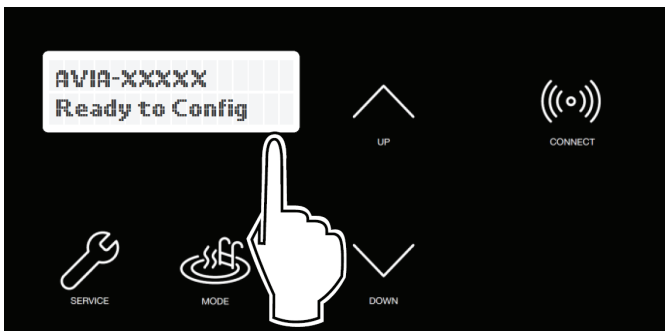 AVIA-XXXXX
Ready to Config
UP
CONNECT
SERVICE
MODE
DOWN